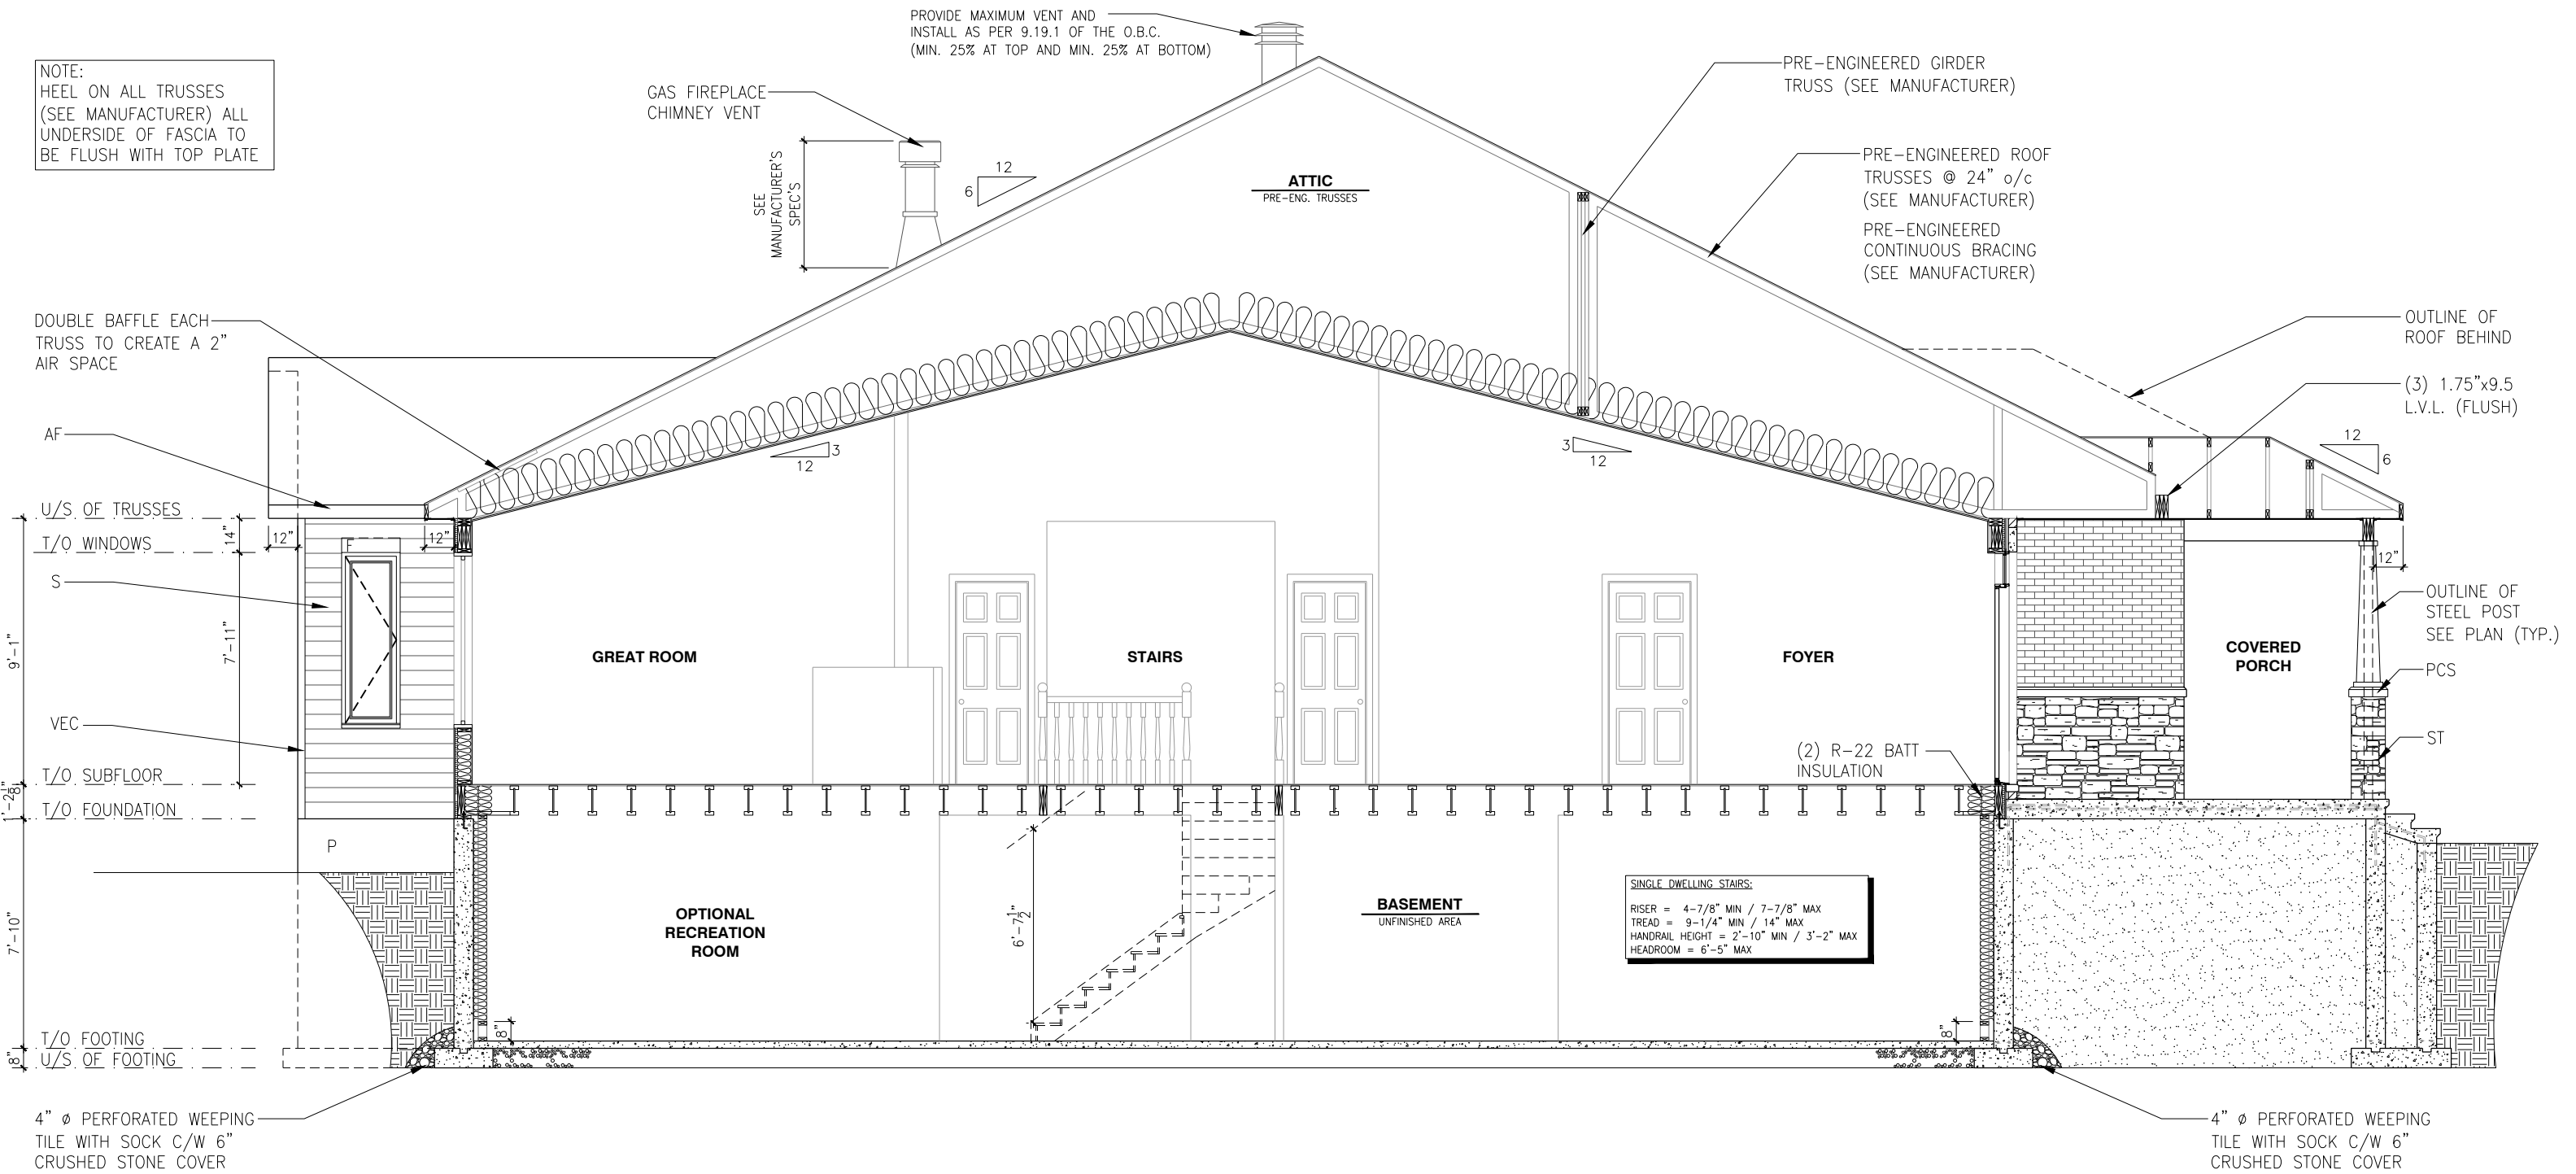 PROVIDE MAXIMUM VENT AND
INSTALL AS PER 9.19.1 OF THE O.B.C.
(MIN. 25% AT TOP AND MIN. 25% AT BOTTOM)
NOTE:
HEEL ON ALL TRUSSES
(SEE MANUFACTURER) ALL
UNDERSIDE OF FASCIA TO
BE FLUSH WITH TOP PLATE
GAS FIREPLACE
CHIMNEY VENT
PRE-ENGINEERED GIRDER
TRUSS (SEE MANUFACTURER)
SEE
MANUFACTURER'S
SPEC'S
12
6
ATTIC
PRE-ENG. TRUSSES
PRE-ENGINEERED ROOF
TRUSSES @ 24" o/c
(SEE MANUFACTURER)
PRE-ENGINEERED
CONTINUOUS BRACING
(SEE MANUFACTURER)
DOUBLE BAFFLE EACH
TRUSS TO CREATE A 2"
AIR SPACE
OUTLINE OF
ROOF BEHIND
(3) 1.75"x9.5
L.V.L. (FLUSH)
AF
3
12
3
12
12
6
U/S OF TRUSSES
T/O WINDOWS
14"
12"
12"
12"
S
9'-1"
7'-11"
GREAT ROOM
STAIRS
FOYER
COVERED
PORCH
OUTLINE OF
STEEL POST
SEE PLAN (TYP.)
PCS
VEC
ST
(2) R-22 BATT
INSULATION
T/O SUBFLOOR
T/O FOUNDATION
1'-2 1/8"
P
7'-10"
OPTIONAL
RECREATION
ROOM
6'-7 1/2"
BASEMENT
UNFINISHED AREA
SINGLE DWELLING STAIRS:
RISER = 4-7/8" MIN / 7-7/8" MAX
TREAD = 9-1/4" MIN / 14" MAX
HANDRAIL HEIGHT = 2'-10" MIN / 3'-2" MAX
HEADROOM = 6'-5" MAX
8"
8"
T/O FOOTING
U/S OF FOOTING
8"
4" ø PERFORATED WEEPING
TILE WITH SOCK C/W 6"
CRUSHED STONE COVER
4" ø PERFORATED WEEPING
TILE WITH SOCK C/W 6"
CRUSHED STONE COVER